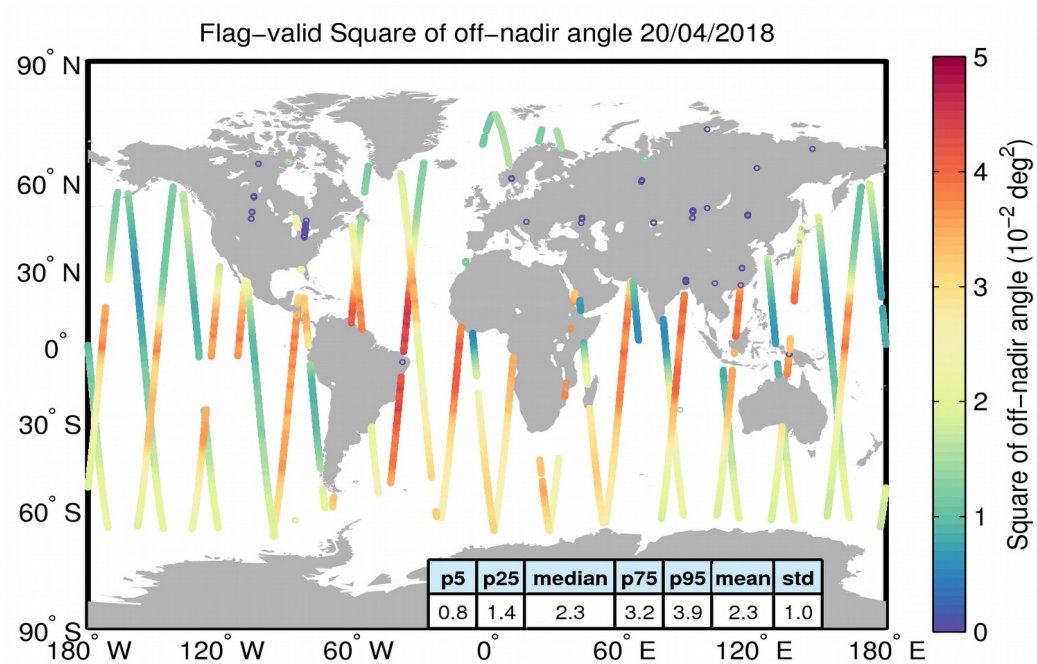 Flag-valid Square of off-nadir angle 20/04/2018
90° N
60° N
30° N
0°
30° S
60° S
90° S
180° W 120° W 60° W 0° 60° E 120° E 180° E
p5 p25 median p75 p95 mean std
0.8 1.4 2.3 3.2 3.9 2.3 1.0
5
4
3
2
1
0
Square of off-nadir angle (10⁻² deg²)